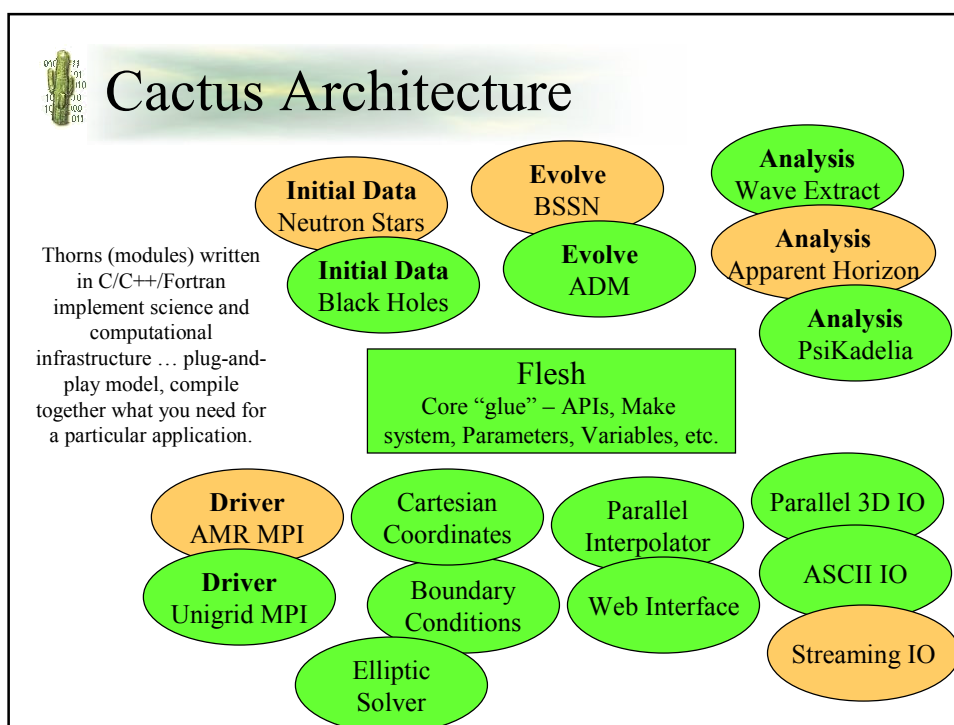 Cactus Architecture
Initial Data
Neutron Stars
Initial Data
Black Holes
Evolve
BSSN
Evolve
ADM
Analysis
Wave Extract
Analysis
Apparent Horizon
Analysis
PsiKadelia
Thorns (modules) written
in C/C++/Fortran
implement science and
computational
infrastructure … plug-and-
play model, compile
together what you need for
a particular application.
Flesh
Core “glue” – APIs, Make
system, Parameters, Variables, etc.
Driver
AMR MPI
Driver
Unigrid MPI
Cartesian
Coordinates
Boundary
Conditions
Elliptic
Solver
Parallel
Interpolator
Web Interface
Parallel 3D IO
ASCII IO
Streaming IO